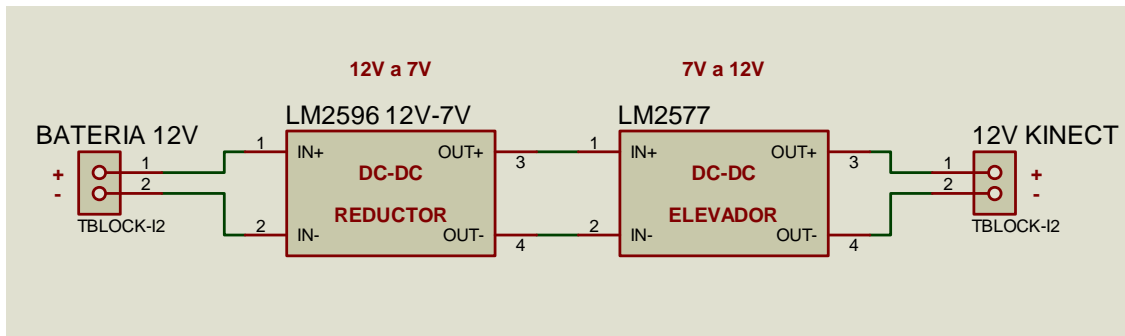 12V a 7V
7V a 12V
LM2596 12V-7V
LM2577
BATERIA 12V
12V KINECT
1
IN+
OUT+
3
1
IN+
OUT+
3
+
1
DC-DC
DC-DC
1
+
-
2
2
-
REDUCTOR
ELEVADOR
TBLOCK-I2
2
IN-
OUT-
4
2
IN-
OUT-
4
TBLOCK-I2